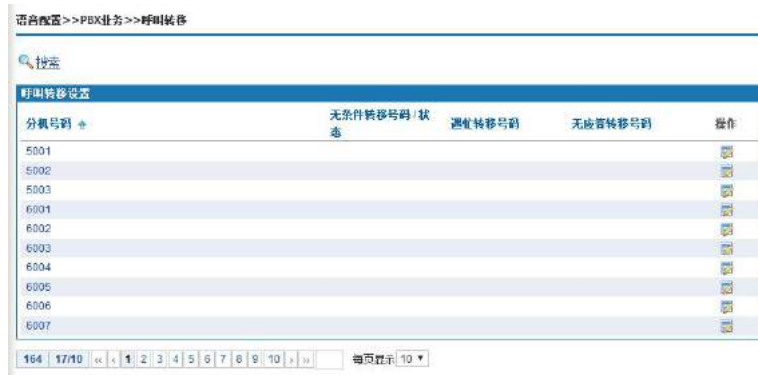 语音配置>>PBX业务>>呼叫转移
搜索
呼叫转移设置
分机号码 无条件转移号码/状态 遇忙转移号码 无应答转移号码 操作
5001
5002
5003
6001
6002
6003
6004
6005
6006
6007
164 17/10 « ‹ 1 2 3 4 5 6 7 8 9 10 › » 每页显示 10